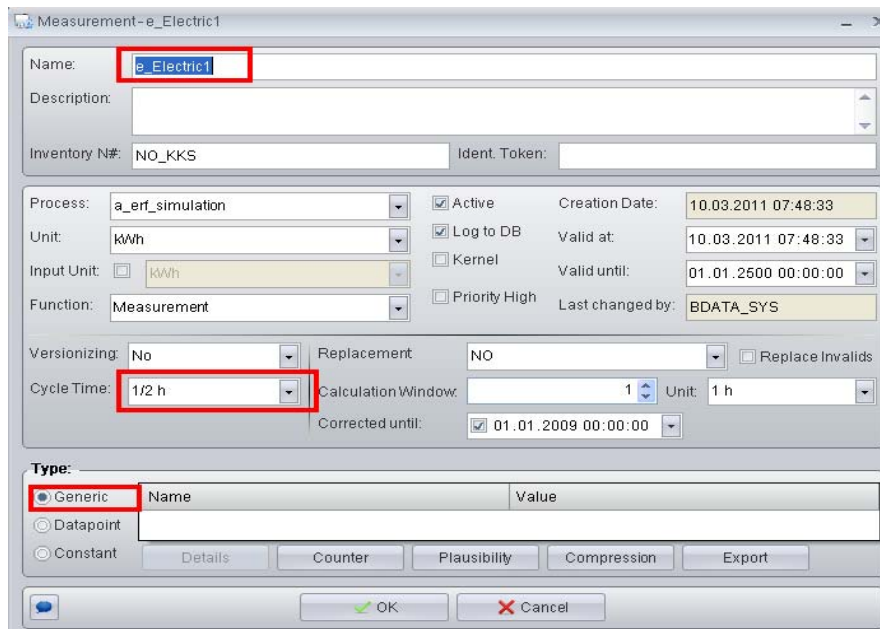 Measurement-e_Electric1
Name: e_Electric1
Description:
Inventory N#: NO_KKS Ident. Token:
Process: a_erf_simulation Active Creation Date: 10.03.2011 07:48:33
Unit: kWh Log to DB Valid at: 10.03.2011 07:48:33
Input Unit: kWh Kernel Valid until: 01.01.2500 00:00:00
Function: Measurement Priority High Last changed by: BDATA_SYS
Versionizing: No Replacement NO Replace Invalids
Cycle Time: 1/2 h Calculation Window: 1 Unit: 1 h
Corrected until: 01.01.2009 00:00:00
Type:
Generic Name Value
Datapoint
Constant Details Counter Plausibility Compression Export
OK Cancel